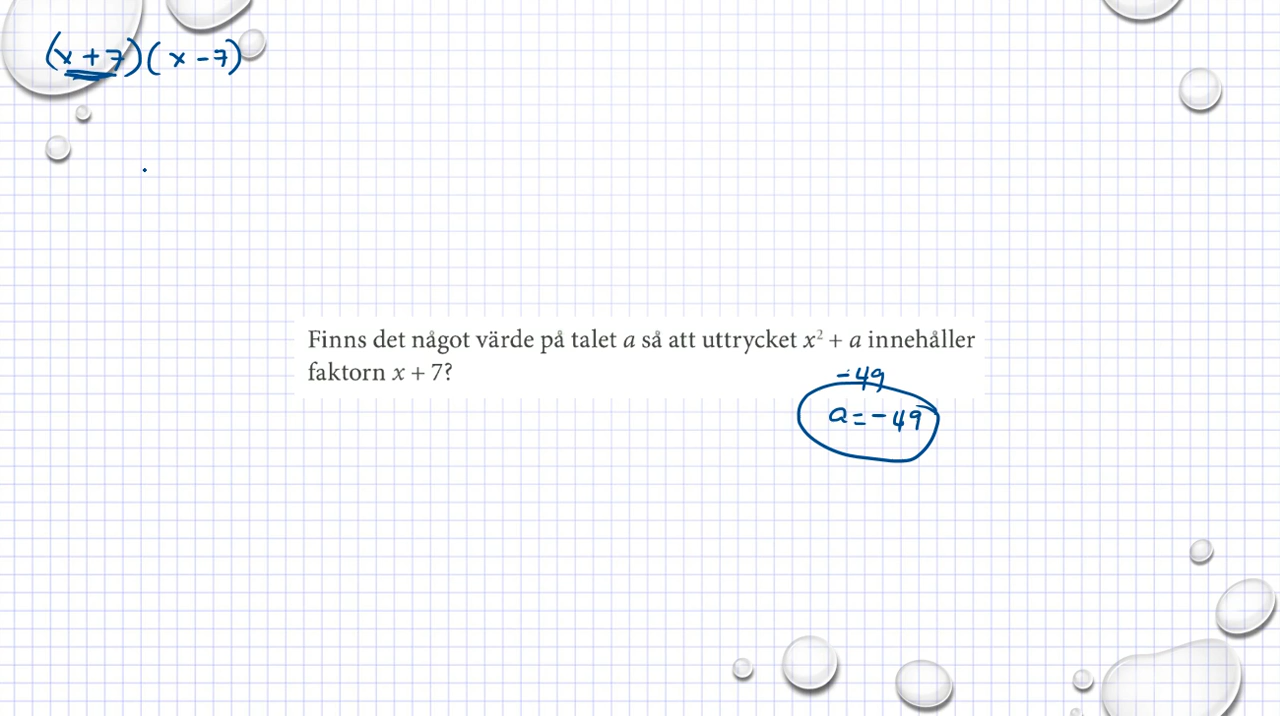 (x + 7)(x - 7)
Finns det något värde på talet a så att uttrycket x² + a innehåller
faktorn x + 7?
-49
a = -49